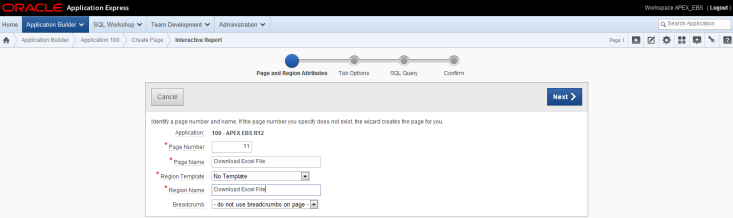 ORACLE Application Express
Workspace APEX_EBS ( Logout )
Home Application Builder SQL Workshop Team Development Administration Search Application
Application Builder Application 100 Create Page Interactive Report Page 1
Page and Region Attributes Tab Options SQL Query Confirm
Cancel Next
Identify a page number and name. If the page number you specify does not exist, the wizard creates the page for you.
Application: 100 - APEX EBS R12
* Page Number 11
* Page Name Download Excel File
* Region Template No Template
* Region Name Download Excel File
Breadcrumb - do not use breadcrumbs on page -